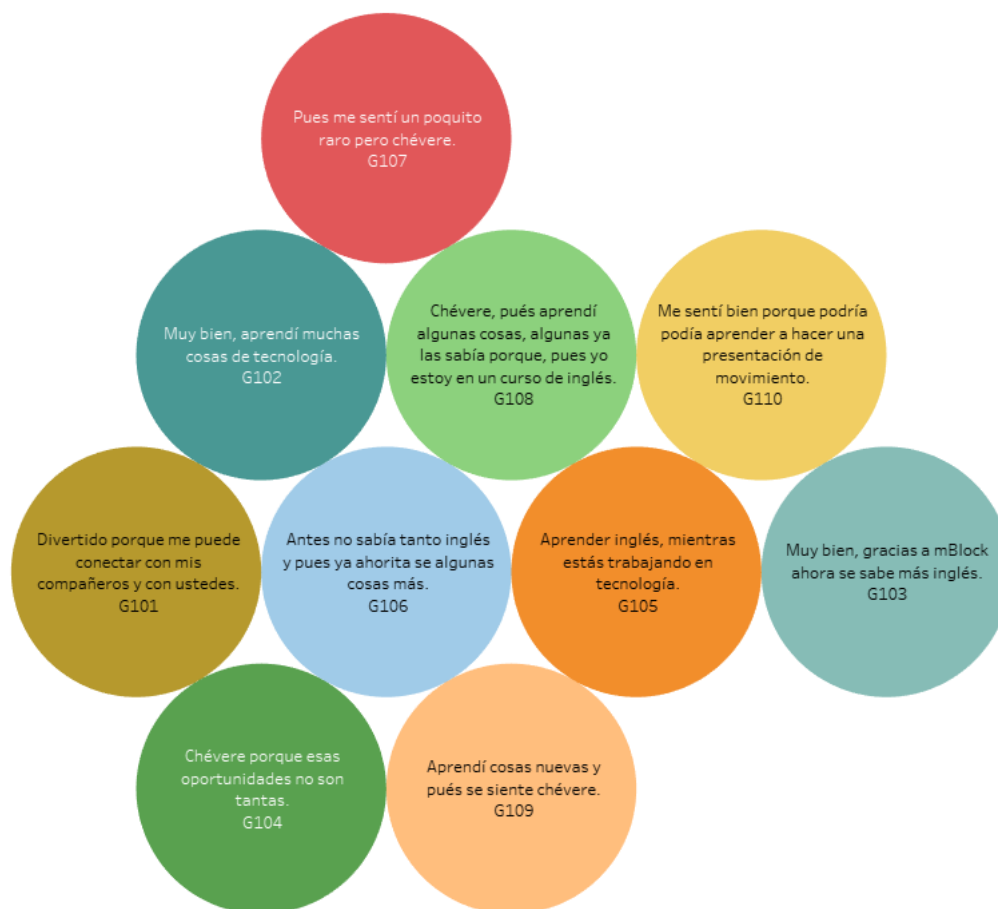 Pues me sentí un poquito
raro pero chévere.
G107
Muy bien, aprendí muchas
cosas de tecnología.
G102
Chévere, pués aprendí
algunas cosas, algunas ya
las sabía porque, pues yo
estoy en un curso de inglés.
G108
Me sentí bien porque podría
podía aprender a hacer una
presentación de
movimiento.
G110
Divertido porque me puede
conectar con mis
compañeros y con ustedes.
G101
Antes no sabía tanto inglés
y pues ya ahorita se algunas
cosas más.
G106
Aprender inglés, mientras
estás trabajando en
tecnología.
G105
Muy bien, gracias a mBlock
ahora se sabe más inglés.
G103
Chévere porque esas
oportunidades no son
tantas.
G104
Aprendí cosas nuevas y
pués se siente chévere.
G109